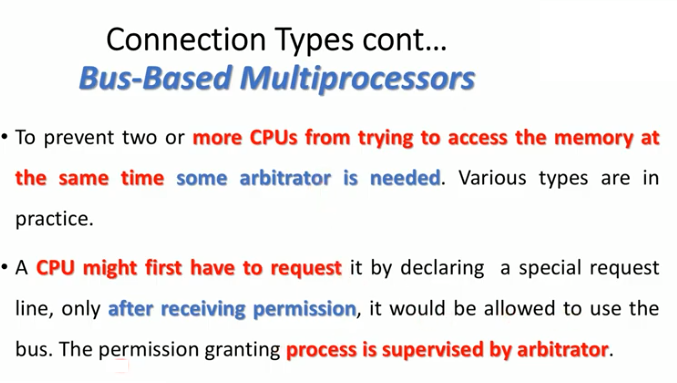 Connection Types cont…
Bus-Based Multiprocessors
• To prevent two or more CPUs from trying to access the memory at
the same time some arbitrator is needed. Various types are in
practice.
• A CPU might first have to request it by declaring a special request
line, only after receiving permission, it would be allowed to use the
bus. The permission granting process is supervised by arbitrator.